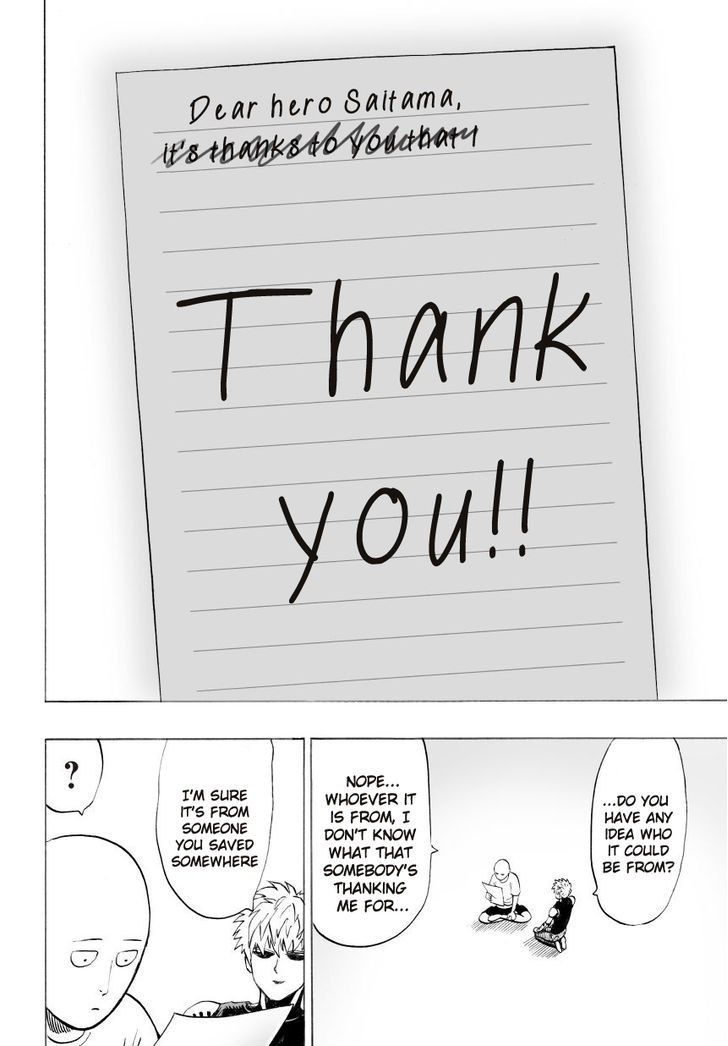 Dear hero Saitama,
it's thanks to you that I
Thank
you!!
...DO YOU
HAVE ANY
IDEA WHO
IT COULD
BE FROM?
NOPE...
WHOEVER IT
IS FROM, I
DON'T KNOW
WHAT THAT
SOMEBODY'S
THANKING
ME FOR...
I'M SURE
IT'S FROM
SOMEONE
YOU SAVED
SOMEWHERE
?